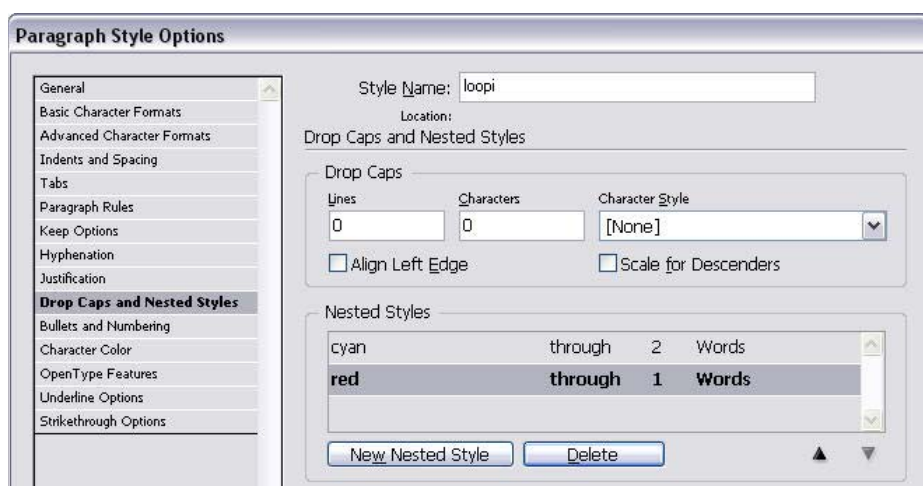 Paragraph Style Options
General
Basic Character Formats
Advanced Character Formats
Indents and Spacing
Tabs
Paragraph Rules
Keep Options
Hyphenation
Justification
Drop Caps and Nested Styles
Bullets and Numbering
Character Color
OpenType Features
Underline Options
Strikethrough Options
Style Name: loopi
Location:
Drop Caps and Nested Styles
Drop Caps
Lines Characters Character Style
0 0 [None]
Align Left Edge Scale for Descenders
Nested Styles
cyan through 2 Words
red through 1 Words
New Nested Style Delete